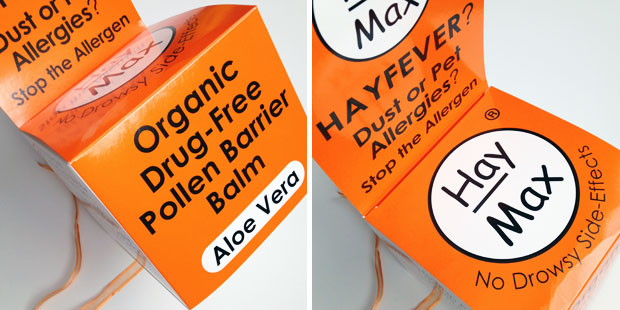 Dust or Pet
Allergies?
Stop the Allergen
Max
No Drowsy Side-Effects
Organic
Drug-Free
Pollen Barrier
Balm
Aloe Vera
Hay
Max
HAYFEVER?
Dust or Pet
Allergies?
Stop the Allergen
®
Hay
Max
No Drowsy Side-Effects